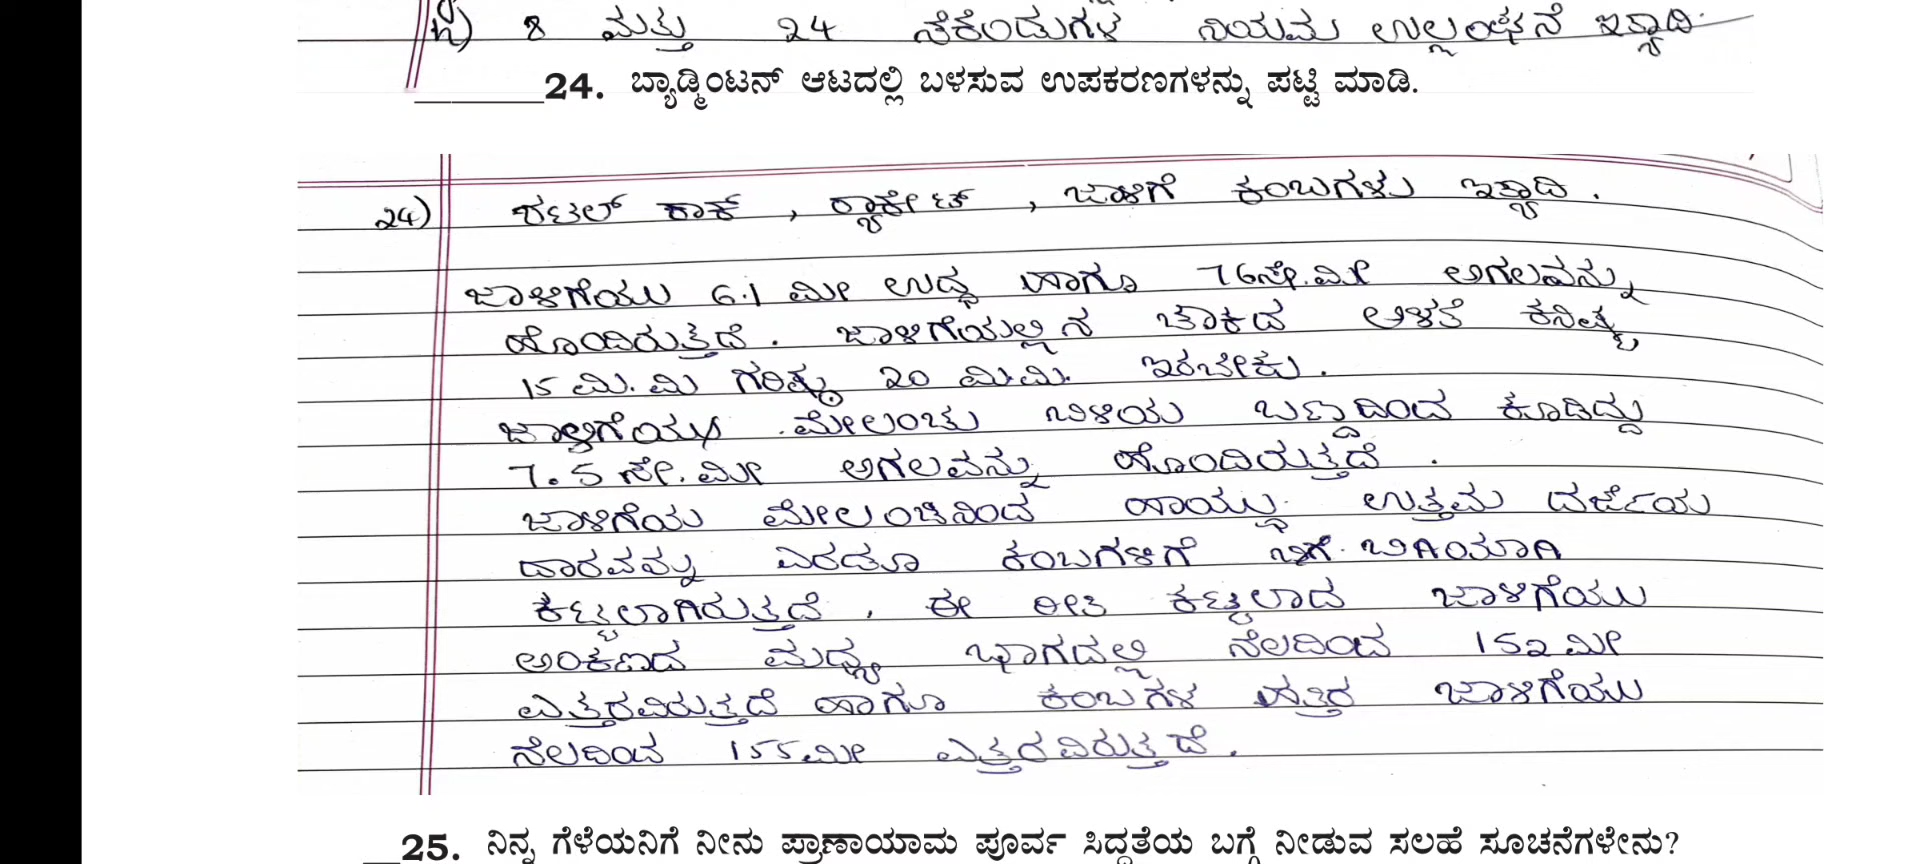 ಹ) 8 ಮತ್ತು 24 ಸೆಕೆಂಡುಗಳ ನಿಯಮ ಉಲ್ಲಂಘನೆ ಇತ್ಯಾದಿ.
24. ಬ್ಯಾಡ್ಮಿಂಟನ್ ಆಟದಲ್ಲಿ ಬಳಸುವ ಉಪಕರಣಗಳನ್ನು ಪಟ್ಟಿ ಮಾಡಿ.
24) ಶಟಲ್ ಕಾಕ್, ರ‍್ಯಾಕೇಟ್, ಜಾಳಿಗೆ ಕಂಬಗಳು ಇತ್ಯಾದಿ.
ಜಾಳಿಗೆಯು 6.1 ಮೀ ಉದ್ದ ಹಾಗೂ 76ಸೇ.ಮೀ ಅಗಲವನ್ನು
ಹೊಂದಿರುತ್ತದೆ. ಜಾಳಿಗೆಯಲ್ಲಿನ ಚೌಕದ ಅಳತೆ ಕನಿಷ್ಟ
15 ಮಿ.ಮಿ ಗರಿಷ್ಠ 20 ಮಿಮಿ. ಇರಬೇಕು.
ಜಾಳಿಗೆಯ ಮೇಲಂಚು ಬಿಳಿಯ ಬಣ್ಣದಿಂದ ಕೂಡಿದ್ದು
7.5 ಸೇ.ಮೀ ಅಗಲವನ್ನು ಹೊಂದಿರುತ್ತದೆ.
ಜಾಳಿಗೆಯ ಮೇಲಂಚಿನಿಂದ ಹಾಯ್ದು ಉತ್ತಮ ದರ್ಜೆಯ
ದಾರವನ್ನು ಎರಡೂ ಕಂಬಗಳಿಗೆ ಬಿಗಿಯಾಗಿ
ಕಟ್ಟಲಾಗಿರುತ್ತದೆ. ಈ ರೀತಿ ಕಟ್ಟಲಾದ ಜಾಳಿಗೆಯು
ಅಂಕಣದ ಮಧ್ಯ ಭಾಗದಲ್ಲಿ ನೆಲದಿಂದ 152 ಮೀ
ಎತ್ತರವಿರುತ್ತದೆ ಹಾಗೂ ಕಂಬಗಳ ಹತ್ತಿರ ಜಾಳಿಗೆಯು
ನೆಲದಿಂದ 155ಮೀ ಎತ್ತರವಿರುತ್ತದೆ.
25. ನಿನ್ನ ಗೆಳೆಯನಿಗೆ ನೀನು ಪ್ರಾಣಾಯಾಮ ಪೂರ್ವ ಸಿದ್ಧತೆಯ ಬಗ್ಗೆ ನೀಡುವ ಸಲಹೆ ಸೂಚನೆಗಳೇನು?